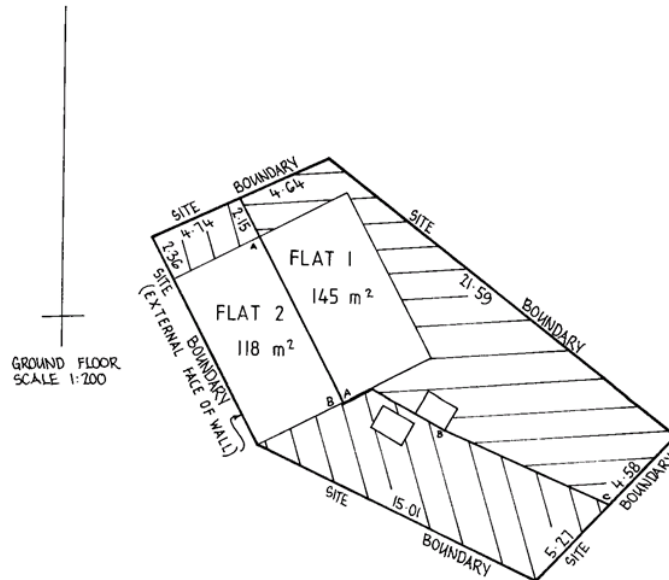 SITE BOUNDARY
4.74
4.64
2.36
2.15
A
SITE
BOUNDARY
21.59
FLAT 1
145 m²
FLAT 2
118 m²
SITE BOUNDARY
(EXTERNAL FACE OF WALL)
GROUND FLOOR
SCALE 1:200
B
A
B
C
4.58
SITE
15.01
BOUNDARY
5.27
SITE
BOUNDARY